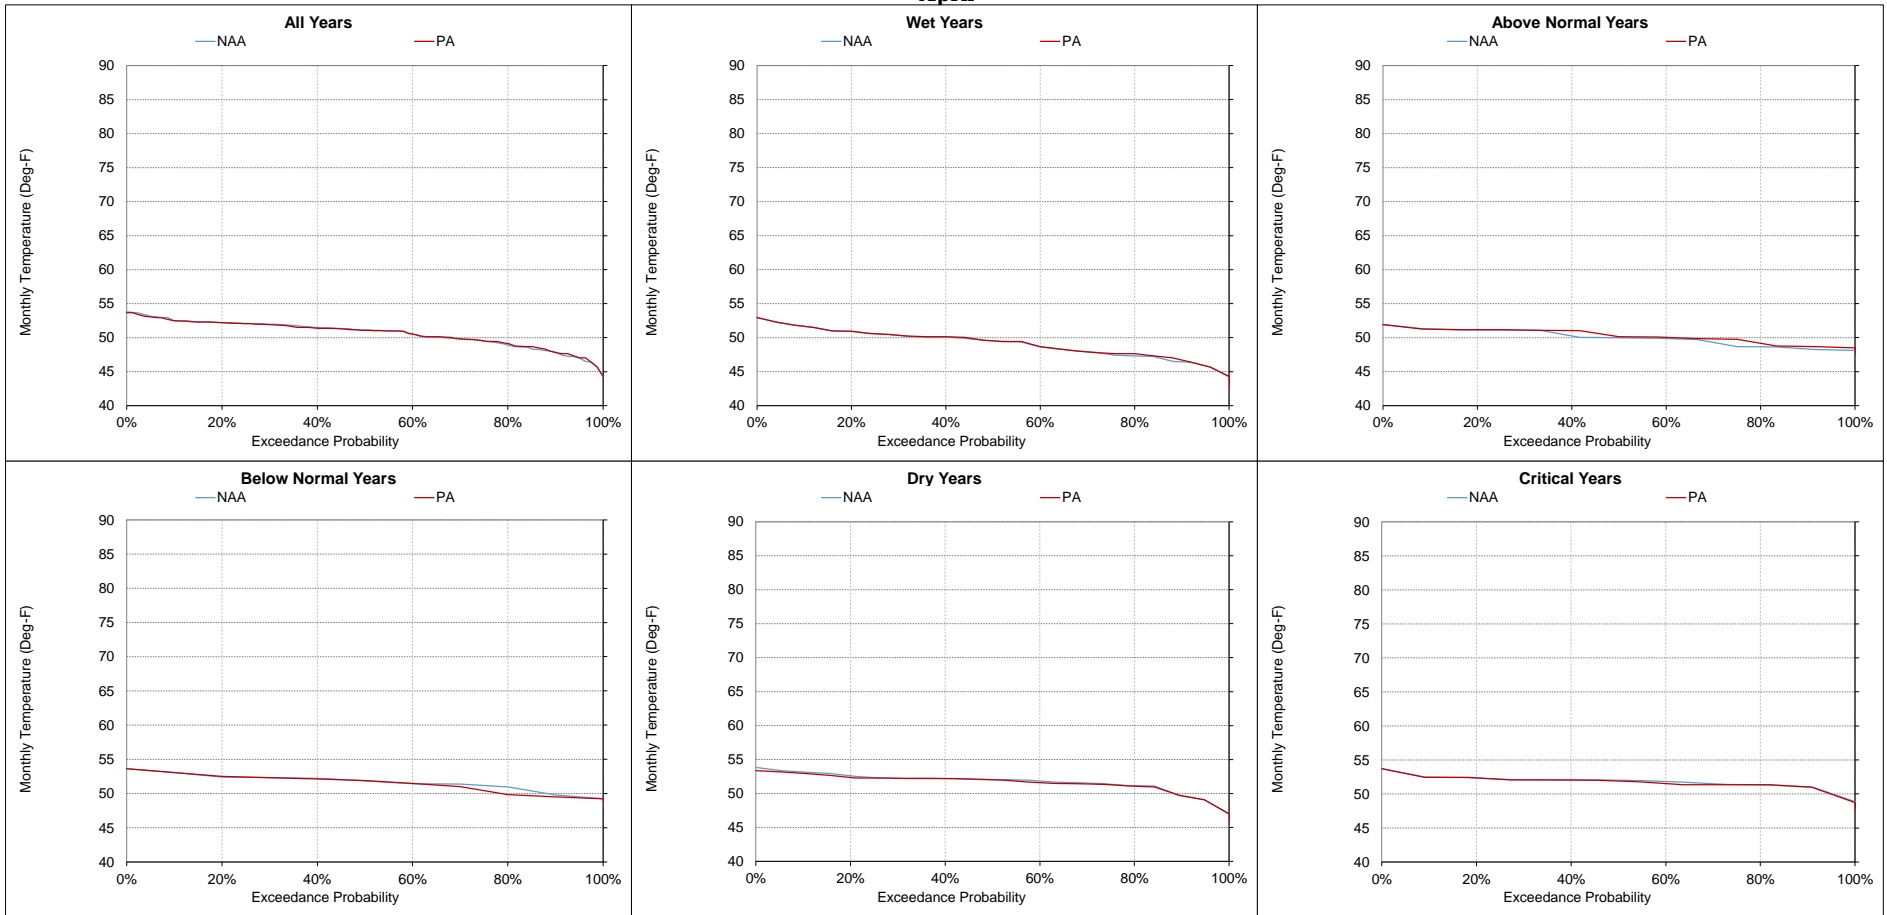 All Years
NAA PA
90
85
80
75
70
65
60
55
50
45
40
Monthly Temperature (Deg-F)
0% 20% 40% 60% 80% 100%
Exceedance Probability
Wet Years
NAA PA
90
85
80
75
70
65
60
55
50
45
40
Monthly Temperature (Deg-F)
0% 20% 40% 60% 80% 100%
Exceedance Probability
Above Normal Years
NAA PA
90
85
80
75
70
65
60
55
50
45
40
Monthly Temperature (Deg-F)
0% 20% 40% 60% 80% 100%
Exceedance Probability
Below Normal Years
NAA PA
90
85
80
75
70
65
60
55
50
45
40
Monthly Temperature (Deg-F)
0% 20% 40% 60% 80% 100%
Exceedance Probability
Dry Years
NAA PA
90
85
80
75
70
65
60
55
50
45
40
Monthly Temperature (Deg-F)
0% 20% 40% 60% 80% 100%
Exceedance Probability
Critical Years
NAA PA
90
85
80
75
70
65
60
55
50
45
40
Monthly Temperature (Deg-F)
0% 20% 40% 60% 80% 100%
Exceedance Probability